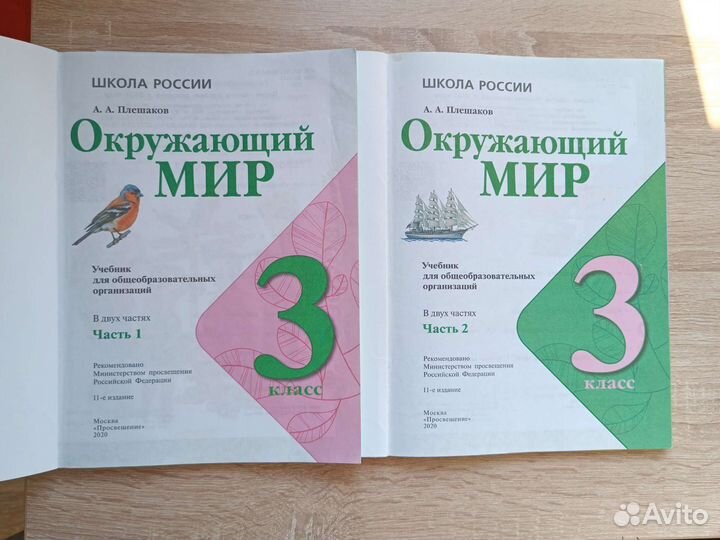 ШКОЛА РОССИИ
А. А. Плешаков
Окружающий
МИР
Учебник
для общеобразовательных
организаций
В двух частях
Часть 1
3
класс
Рекомендовано
Министерством просвещения
Российской Федерации
11-е издание
Москва
«Просвещение»
2020
ШКОЛА РОССИИ
А. А. Плешаков
Окружающий
МИР
Учебник
для общеобразовательных
организаций
В двух частях
Часть 2
3
класс
Рекомендовано
Министерством просвещения
Российской Федерации
11-е издание
Москва
«Просвещение»
2020
Avito